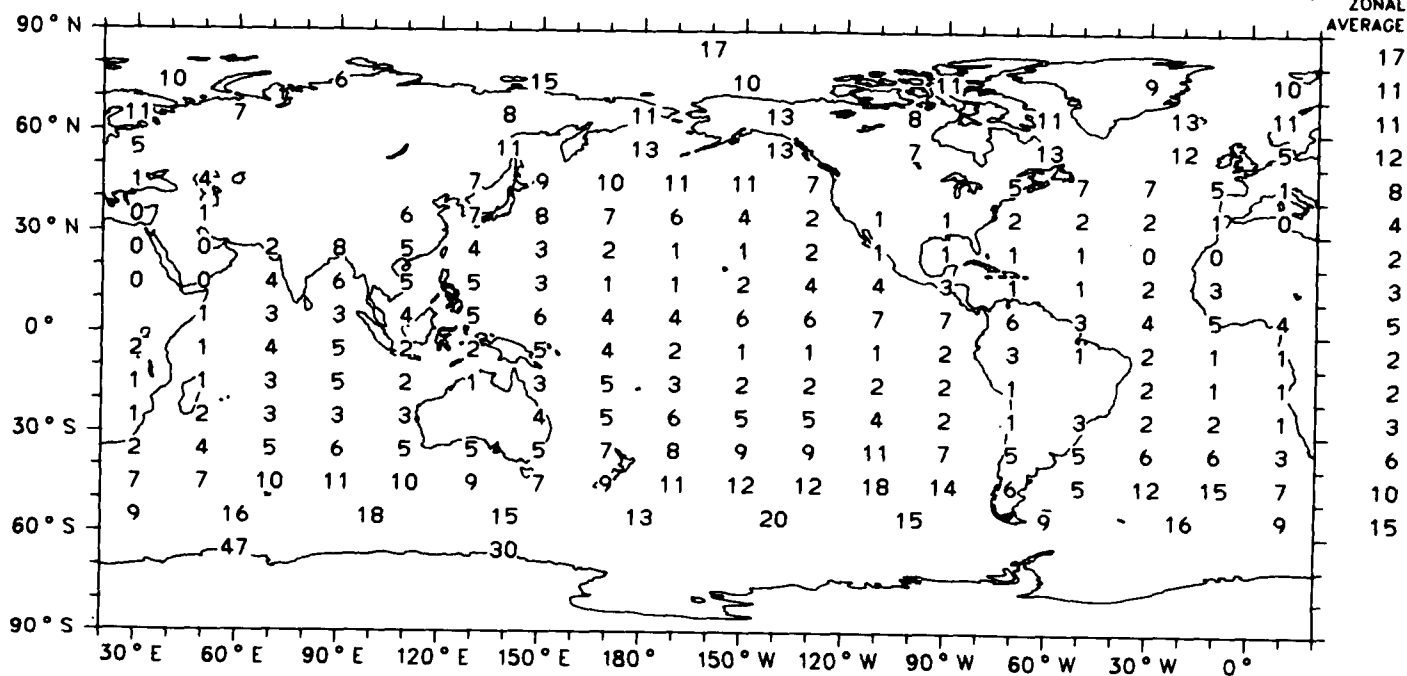 ZONAL
AVERAGE
90° N
17 17
10 6 15 10 11 9 10 11
11 7 8 11 13 8 11 13 11 11
60° N
5 11 13 13 7 13 12 5 12
1 4 7 9 10 11 11 7 5 7 7 5 1 8
0 1 6 7 8 7 6 4 2 1 1 2 2 2 1 0 4
30° N
0 0 2 8 5 4 3 2 1 1 2 1 1 1 1 0 0 2
0 0 4 6 5 5 3 1 1 2 4 4 3 1 1 2 3 3
1 3 3 4 5 6 4 4 6 6 7 7 6 3 4 5 4 5
0°
2 1 4 5 2 2 5 4 2 1 1 1 2 3 1 2 1 1 2
1 1 3 5 2 1 3 5 3 2 2 2 2 1 2 1 1 2
1 2 3 3 3 4 5 6 5 5 4 2 1 3 2 2 1 3
30° S
2 4 5 6 5 5 5 7 8 9 9 11 7 5 5 6 6 3 6
7 7 10 11 10 9 7 9 11 12 12 18 14 6 5 12 15 7 10
9 16 18 15 13 20 15 9 16 9 15
60° S
47 30
90° S
30° E 60° E 90° E 120° E 150° E 180° 150° W 120° W 90° W 60° W 30° W 0°